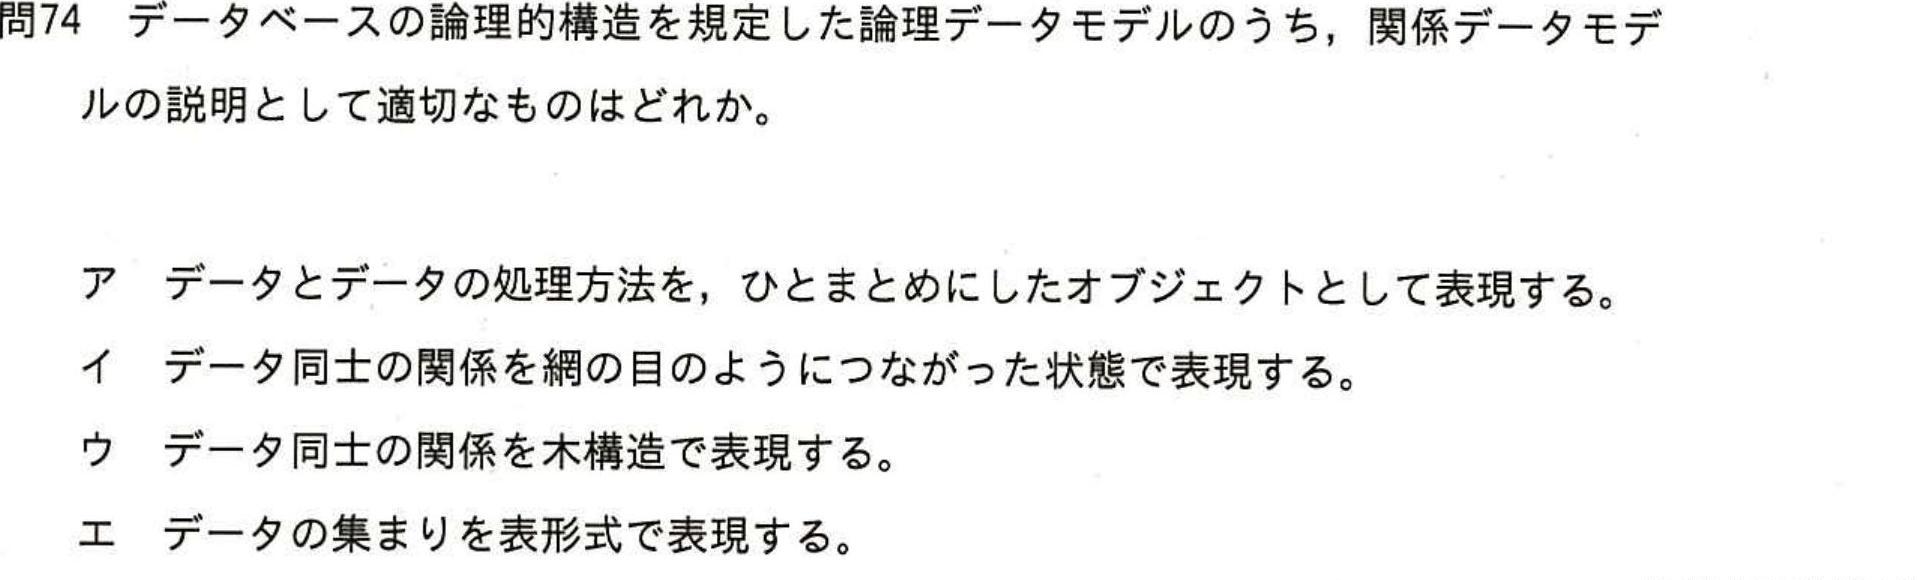 問74 データベースの論理的構造を規定した論理データモデルのうち，関係データモデ
ルの説明として適切なものはどれか。
ア データとデータの処理方法を，ひとまとめにしたオブジェクトとして表現する。
イ データ同士の関係を網の目のようにつながった状態で表現する。
ウ データ同士の関係を木構造で表現する。
エ データの集まりを表形式で表現する。